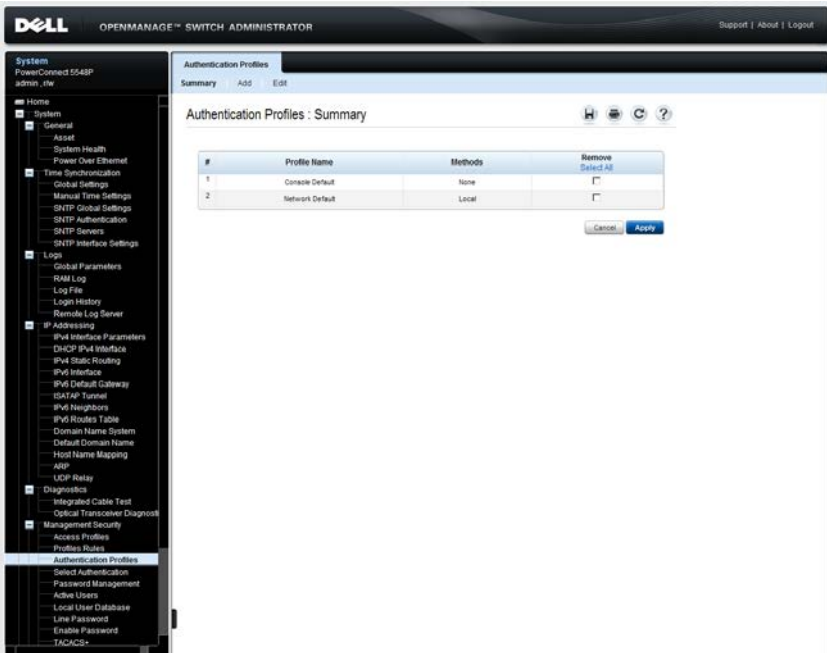 DELL OPENMANAGE™ SWITCH ADMINISTRATOR
Support | About | Logout
System
PowerConnect 5548P
admin , r/w
Home
System
General
Asset
System Health
Power Over Ethernet
Time Synchronization
Global Settings
Manual Time Settings
SNTP Global Settings
SNTP Authentication
SNTP Servers
SNTP Interface Settings
Logs
Global Parameters
RAM Log
Log File
Login History
Remote Log Server
IP Addressing
IPv4 Interface Parameters
DHCP IPv4 Interface
IPv4 Static Routing
IPv6 Interface
IPv6 Default Gateway
ISATAP Tunnel
IPv6 Neighbors
IPv6 Routes Table
Domain Name System
Default Domain Name
Host Name Mapping
ARP
UDP Relay
Diagnostics
Integrated Cable Test
Optical Transceiver Diagnosti
Management Security
Access Profiles
Profiles Rules
Authentication Profiles
Select Authentication
Password Management
Active Users
Local User Database
Line Password
Enable Password
TACACS+
Authentication Profiles
Summary Add Edit
Authentication Profiles : Summary
# Profile Name Methods Remove
Select All
1 Console Default None
2 Network Default Local
Cancel Apply